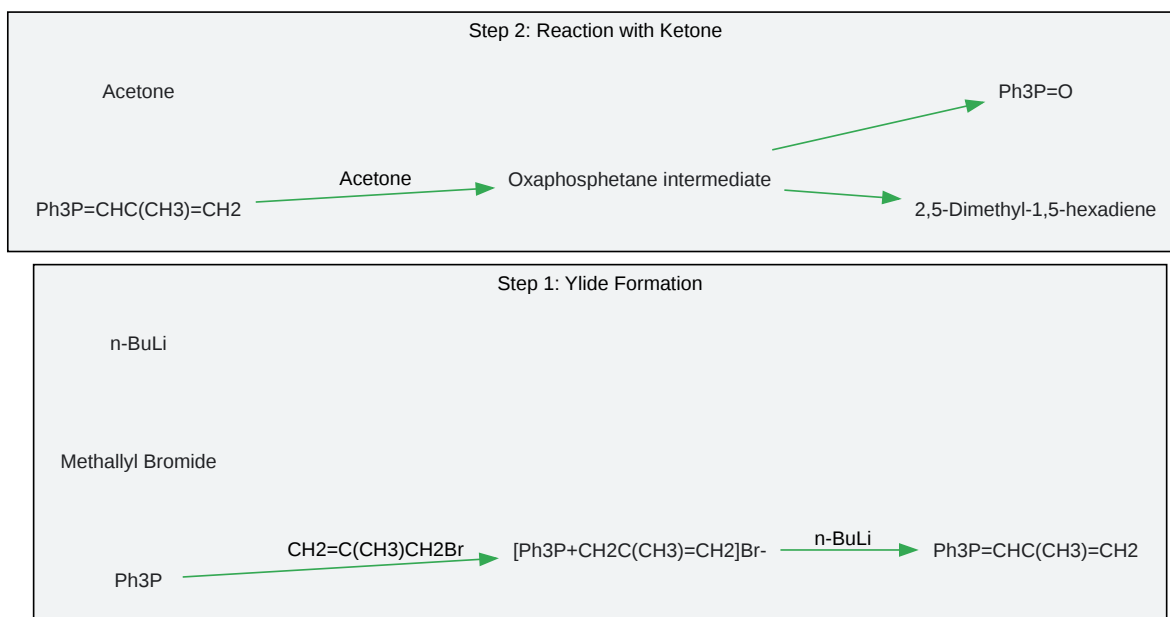 Step 2: Reaction with Ketone
Acetone
Ph3P=O
Acetone
Oxaphosphetane intermediate
Ph3P=CHC(CH3)=CH2
2,5-Dimethyl-1,5-hexadiene
Step 1: Ylide Formation
n-BuLi
Methallyl Bromide
CH2=C(CH3)CH2Br
[Ph3P+CH2C(CH3)=CH2]Br-
n-BuLi
Ph3P=CHC(CH3)=CH2
Ph3P